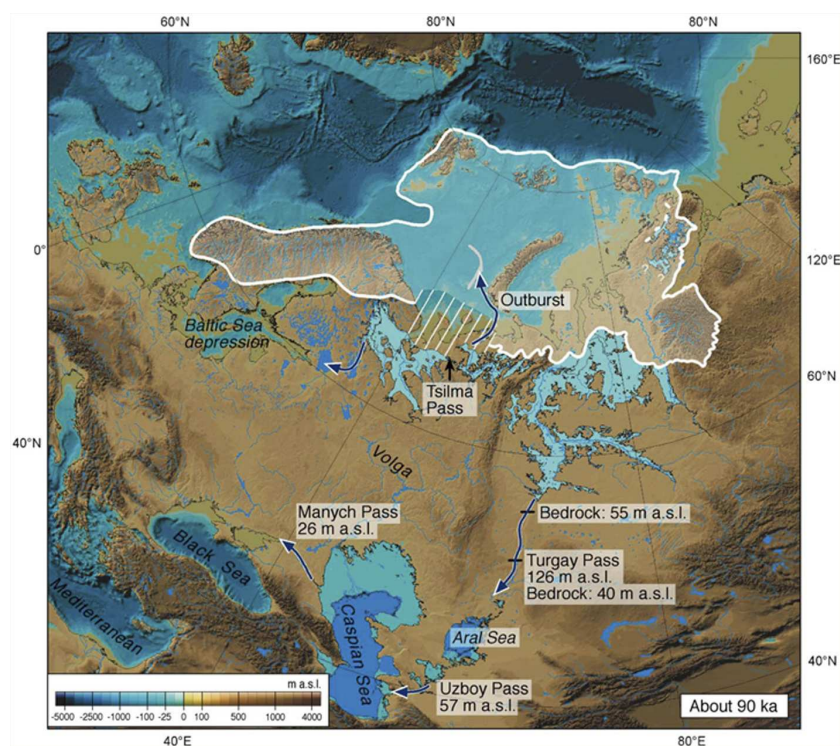 60°N
80°N
80°N
160°E
0°
120°E
Outburst
Baltic Sea
depression
Tsilma
Pass
60°N
40°N
Volga
Manych Pass
26 m a.s.l.
Bedrock: 55 m a.s.l.
Black Sea
Turgay Pass
126 m a.s.l.
Bedrock: 40 m a.s.l.
Mediterranean
Caspian Sea
Aral Sea
40°N
m a.s.l.
-5000 -2500 -1000 -100 -25 0 100 500 1000 4000
Uzboy Pass
57 m a.s.l.
About 90 ka
40°E
80°E